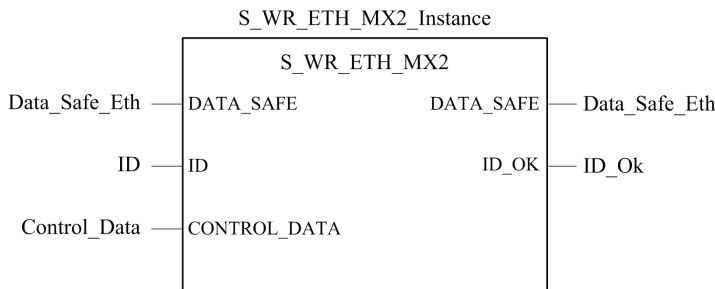 S_WR_ETH_MX2_Instance
S_WR_ETH_MX2
Data_Safe_Eth DATA_SAFE DATA_SAFE Data_Safe_Eth
ID ID ID_OK ID_Ok
Control_Data CONTROL_DATA